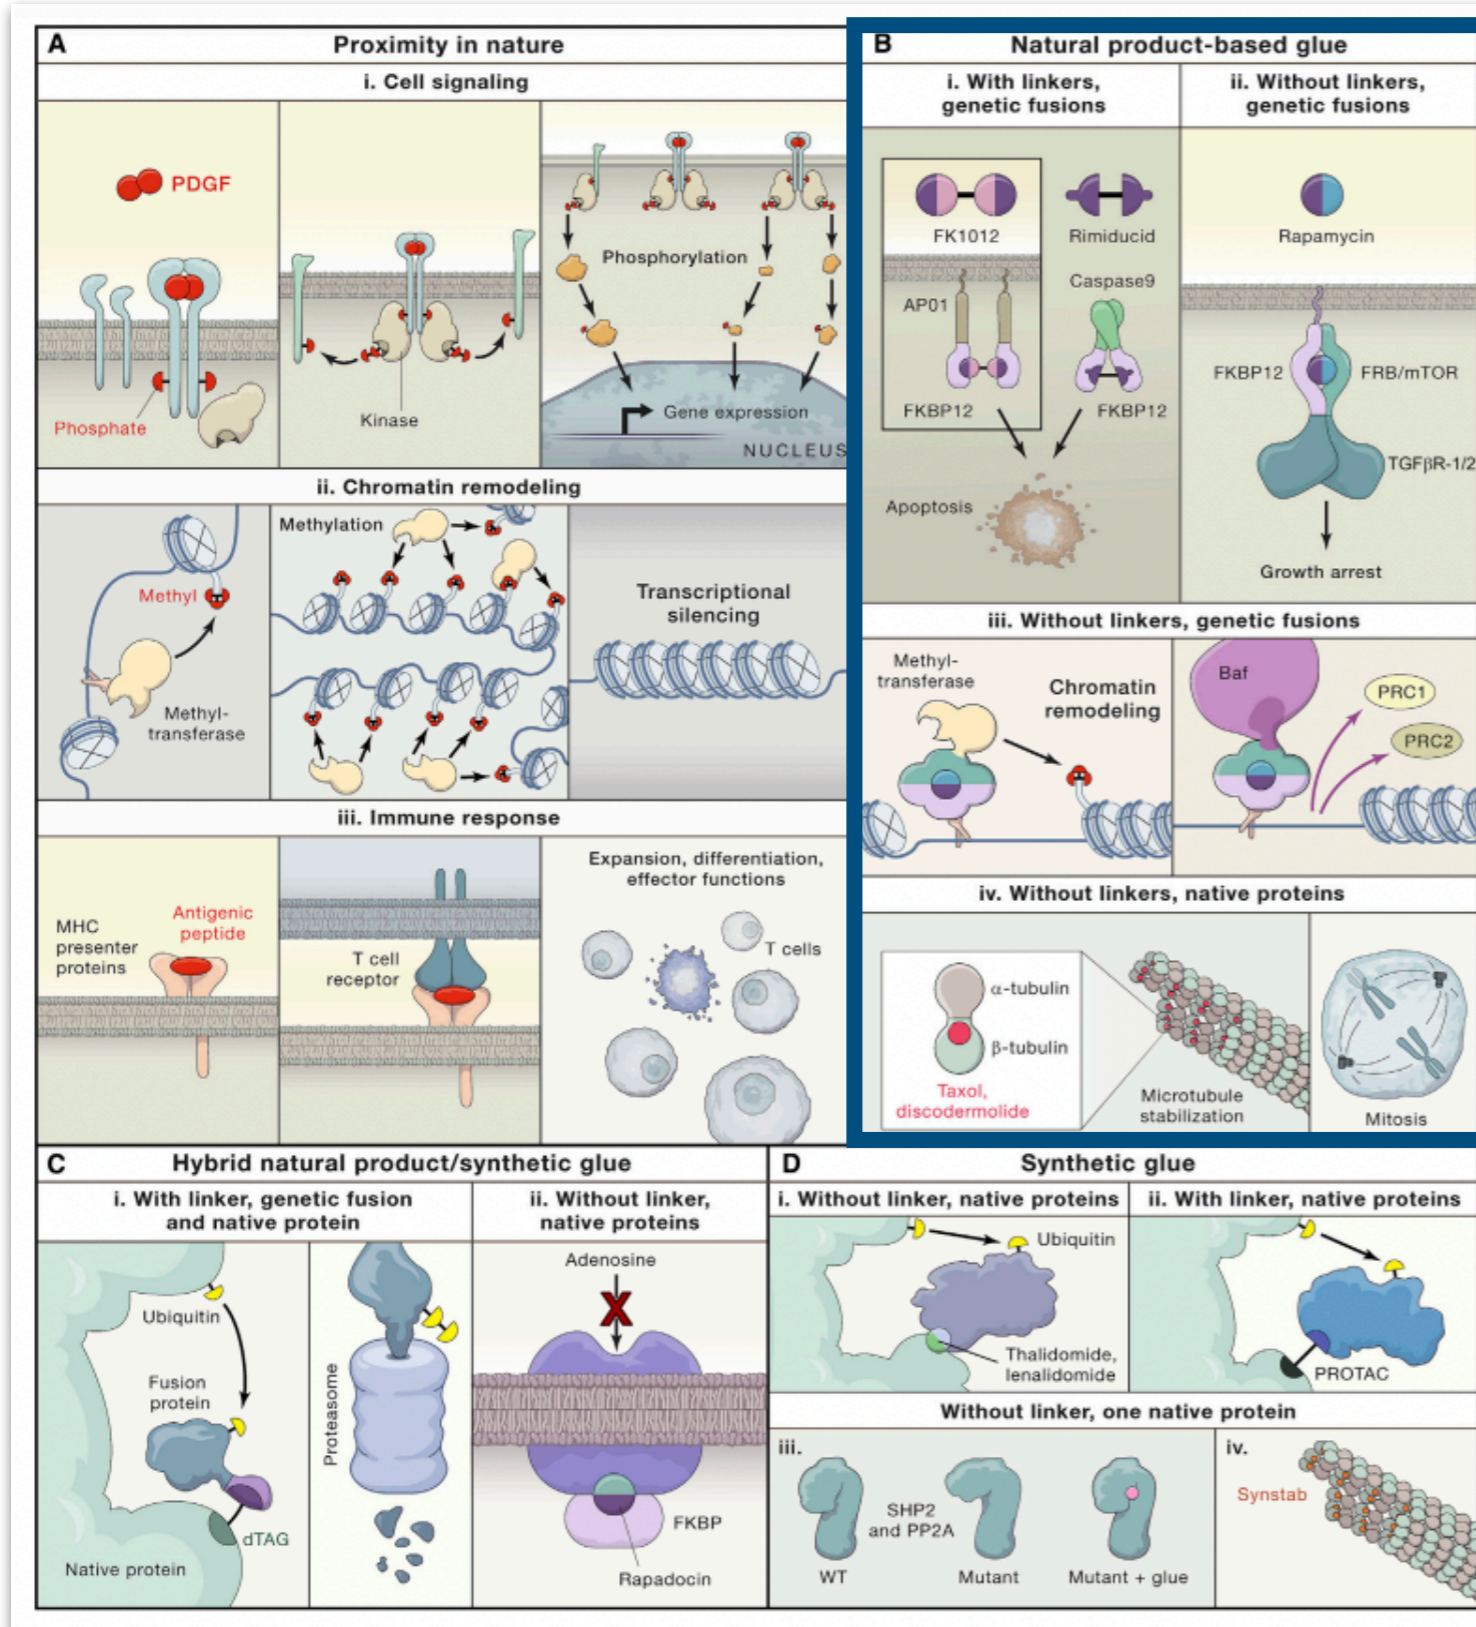 A
Proximity in nature
i. Cell signaling
PDGF
Phosphate
Kinase
Phosphorylation
Gene expression
NUCLEUS
ii. Chromatin remodeling
Methyl
Methyl-
transferase
Methylation
Transcriptional
silencing
iii. Immune response
MHC
presenter
proteins
Antigenic
peptide
T cell
receptor
Expansion, differentiation,
effector functions
T cells
B
Natural product-based glue
i. With linkers,
genetic fusions
FK1012
Rimiducid
AP01
Caspase9
FKBP12
FKBP12
Apoptosis
ii. Without linkers,
genetic fusions
Rapamycin
FKBP12
FRB/mTOR
TGFβR-1/2
Growth arrest
iii. Without linkers, genetic fusions
Methyl-
transferase
Chromatin
remodeling
Baf
PRC1
PRC2
iv. Without linkers, native proteins
α-tubulin
β-tubulin
Taxol,
discodermolide
Microtubule
stabilization
Mitosis
C
Hybrid natural product/synthetic glue
i. With linker, genetic fusion
and native protein
Ubiquitin
Fusion
protein
dTAG
Native protein
Proteasome
ii. Without linker,
native proteins
Adenosine
FKBP
Rapadocin
D
Synthetic glue
i. Without linker, native proteins
Ubiquitin
Thalidomide,
lenalidomide
ii. With linker, native proteins
PROTAC
Without linker, one native protein
iii.
SHP2
and PP2A
WT
Mutant
Mutant + glue
iv.
Synstab